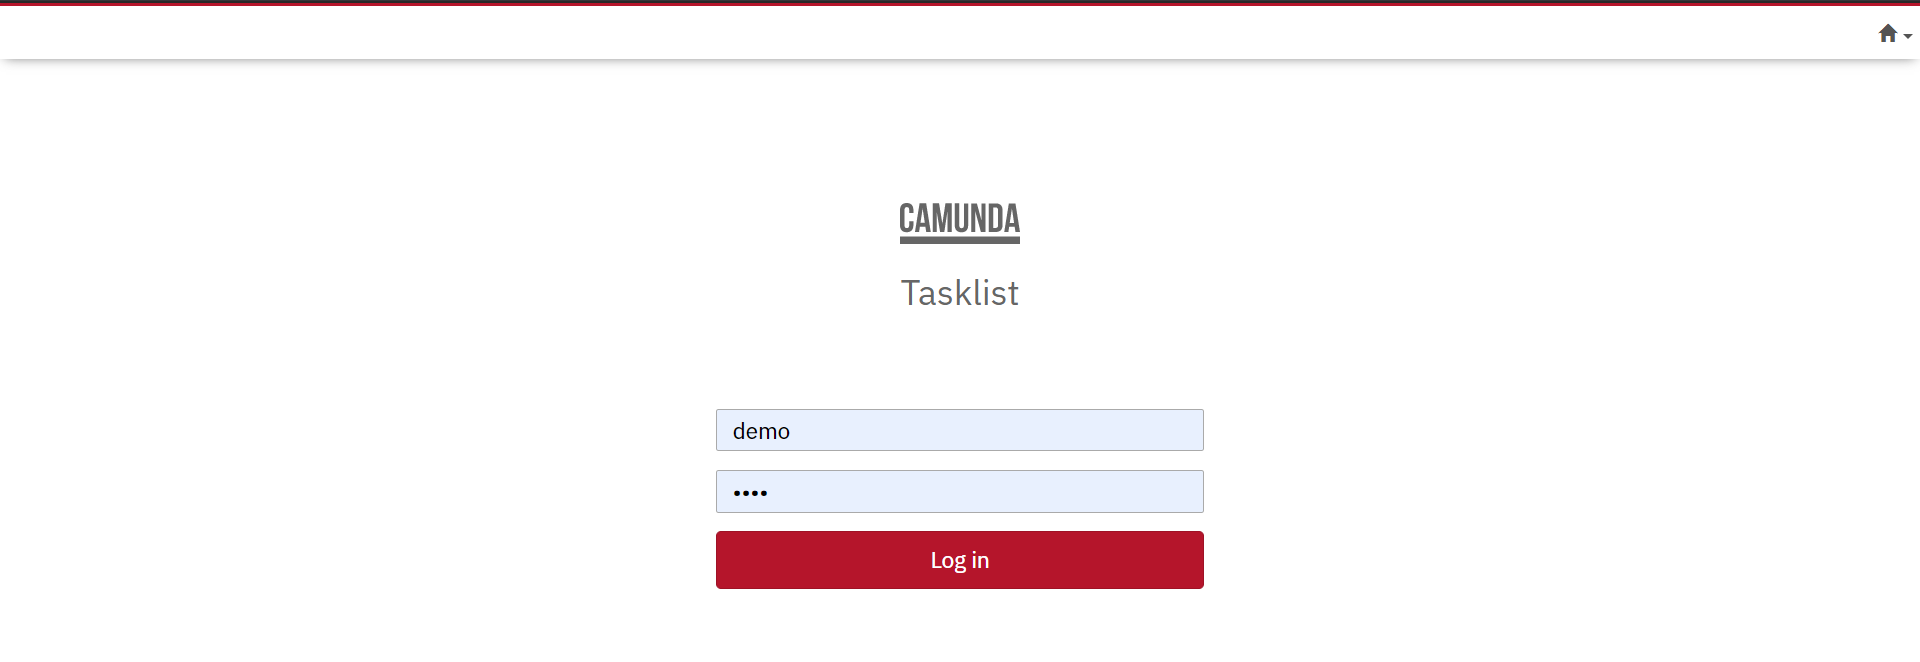 CAMUNDA
Tasklist
demo
••••
Log in